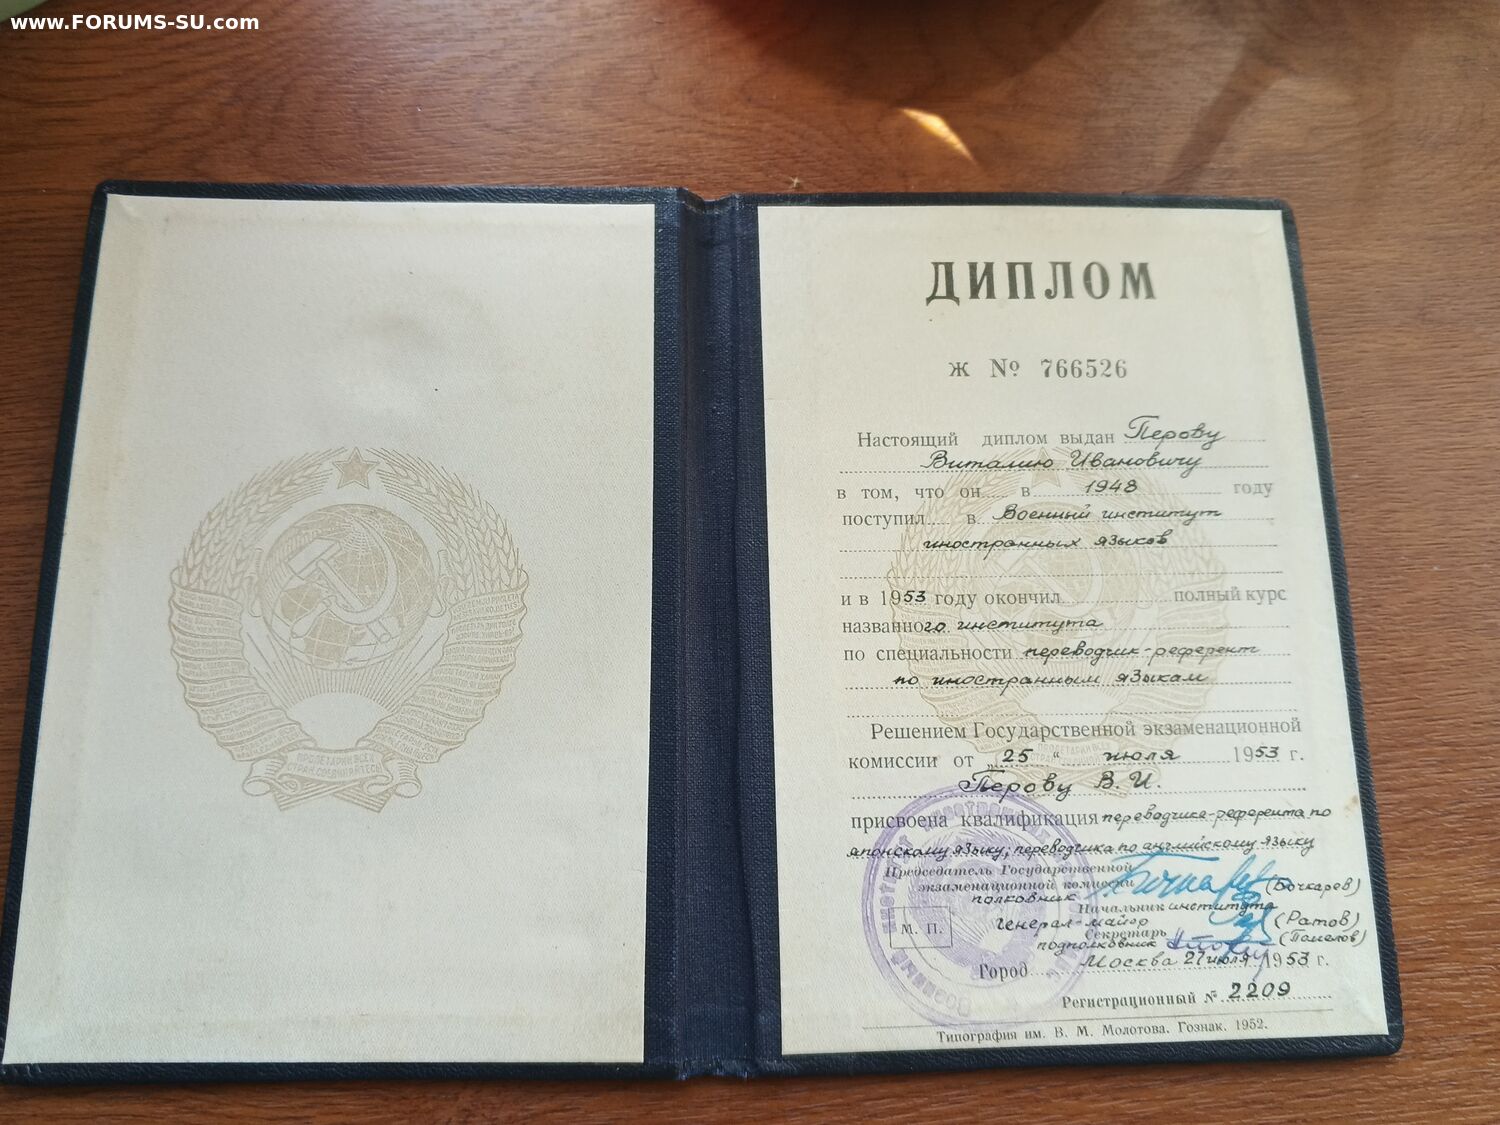 www.FORUMS-SU.com
ДИПЛОМ
Ж № 766526
Настоящий диплом выдан Перову
Виталию Ивановичу
в том, что он в 1948 году
поступил в Военный институт
иностранных языков
и в 1953 году окончил полный курс
названного института
по специальности переводчик-референт
по иностранным языкам
Решением Государственной экзаменационной
комиссии от „25“ июля 1953 г.
Перову В. И.
присвоена квалификация переводчика-референта по
японскому языку, переводчика по английскому языку
Председатель Государственной
экзаменационной комиссии
полковник (Бочкарев)
Начальник института
генерал-майор (Ратов)
Секретарь
подполковник
М. П.
Город Москва 27 июля 1953 г.
Регистрационный № 2209
Типография им. В. М. Молотова. Гознак. 1952.